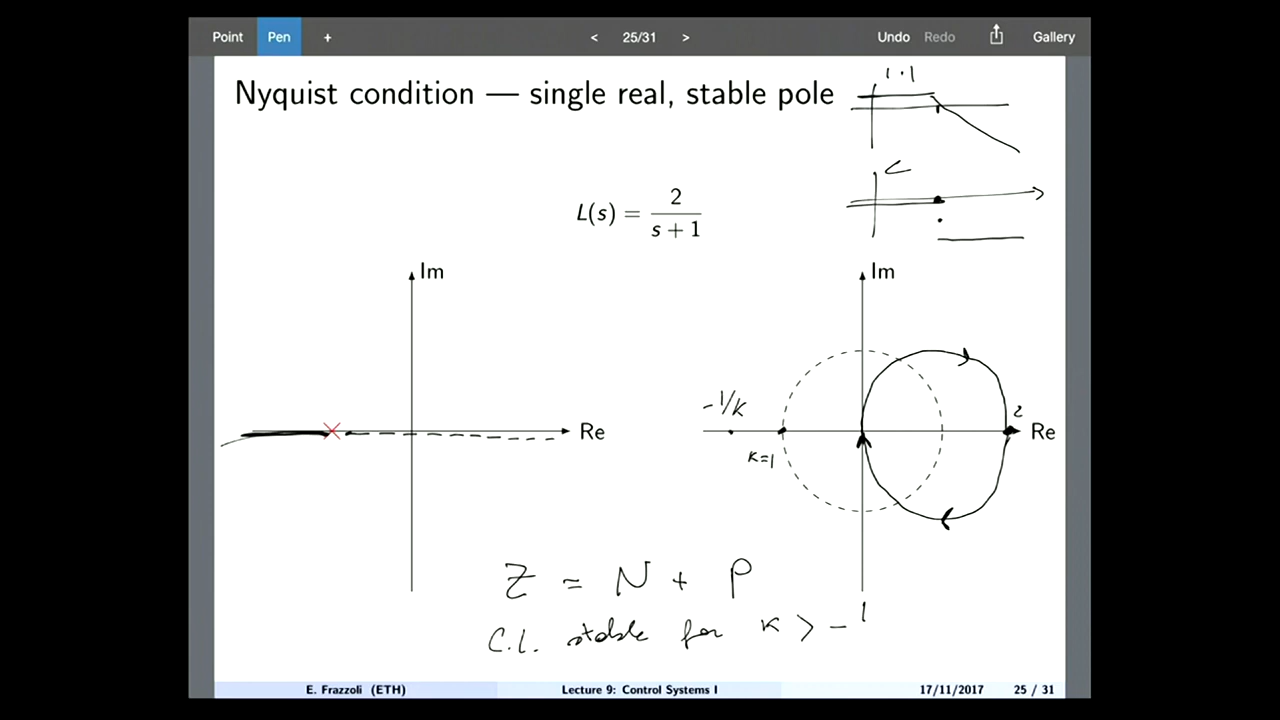 Point Pen + < 25/31 > Undo Redo Gallery
Nyquist condition — single real, stable pole
|·|
L(s) = 2 / (s + 1)
Im
Im
-1/K
2
Re
Re
K=1
Z = N + P
C.L. stable for K > -1
E. Frazzoli (ETH) Lecture 9: Control Systems I 17/11/2017 25 / 31